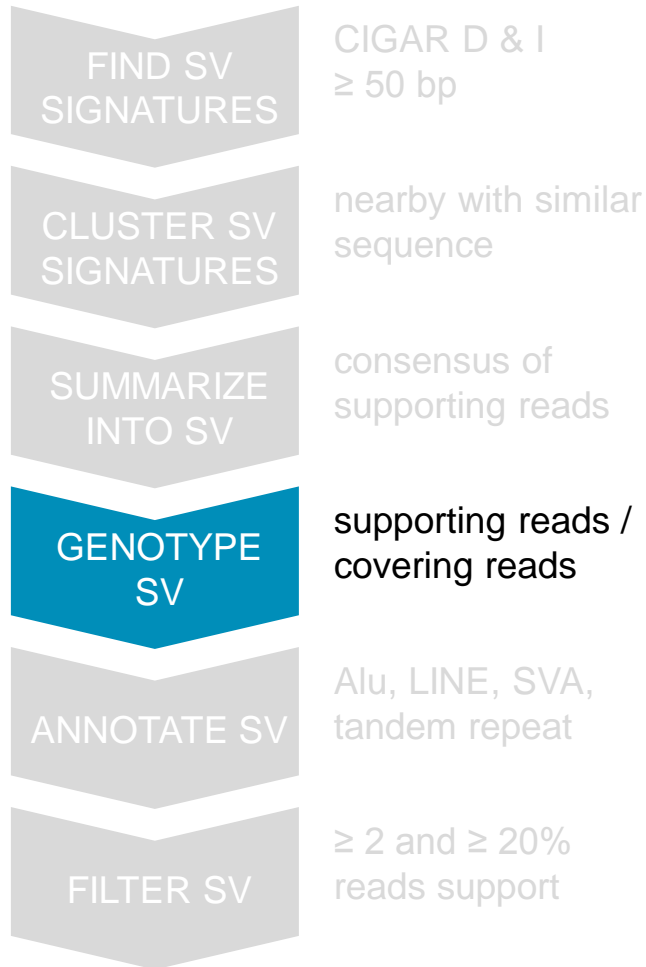 FIND SV
SIGNATURES
CIGAR D & I
≥ 50 bp
CLUSTER SV
SIGNATURES
nearby with similar
sequence
SUMMARIZE
INTO SV
consensus of
supporting reads
GENOTYPE
SV
supporting reads /
covering reads
ANNOTATE SV
Alu, LINE, SVA,
tandem repeat
FILTER SV
≥ 2 and ≥ 20%
reads support